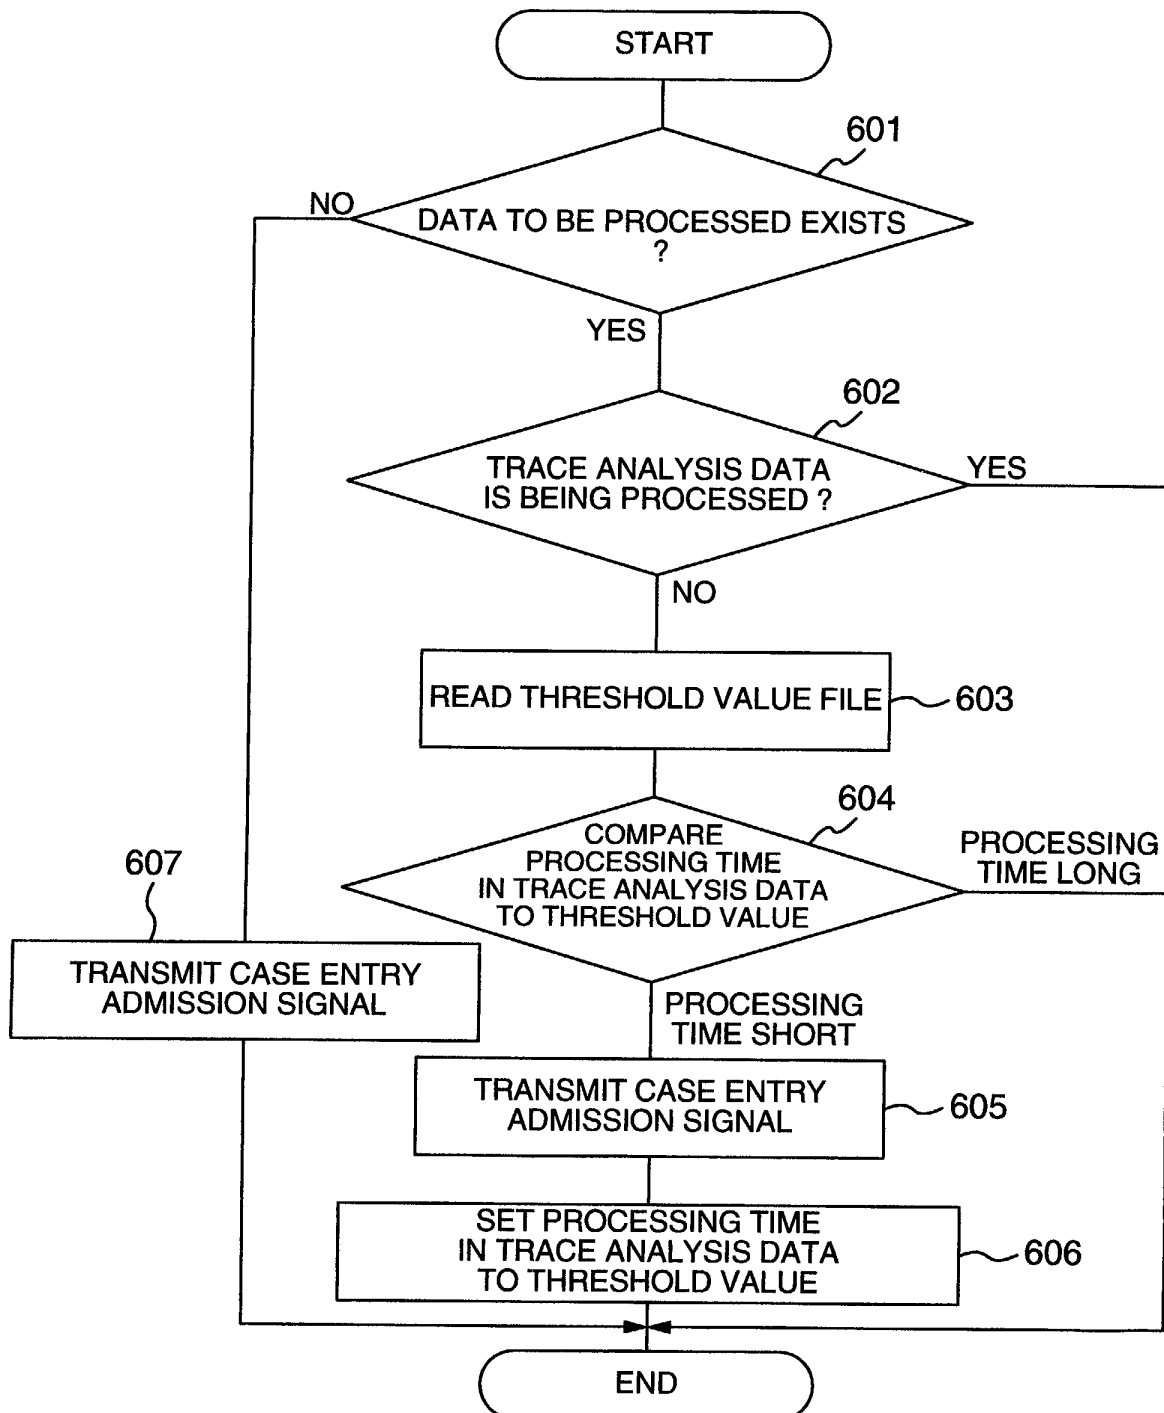 START
601
NO
DATA TO BE PROCESSED EXISTS
?
YES
602
TRACE ANALYSIS DATA
IS BEING PROCESSED ?
YES
NO
READ THRESHOLD VALUE FILE
603
604
COMPARE
PROCESSING TIME
IN TRACE ANALYSIS DATA
TO THRESHOLD VALUE
PROCESSING
TIME LONG
607
TRANSMIT CASE ENTRY
ADMISSION SIGNAL
PROCESSING
TIME SHORT
TRANSMIT CASE ENTRY
ADMISSION SIGNAL
605
SET PROCESSING TIME
IN TRACE ANALYSIS DATA
TO THRESHOLD VALUE
606
END